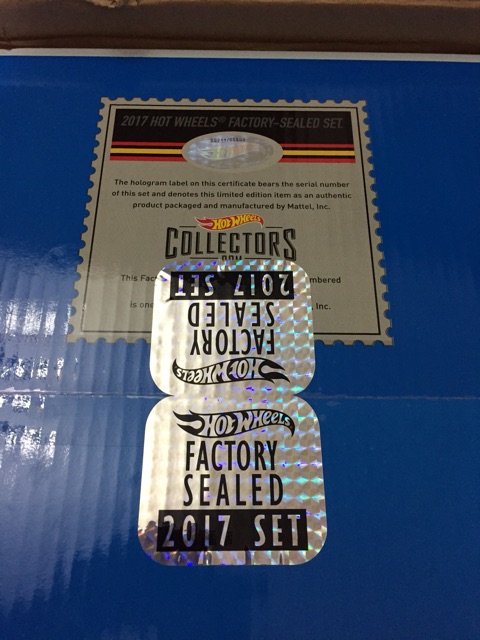 2017 HOT WHEELS® FACTORY-SEALED SET.
The hologram label on this certificate bears the serial number
of this set and denotes this limited edition item as an authentic
product packaged and manufactured by Mattel, Inc.
HOT WHEELS
COLLECTORS
This Fac mbered
is one Inc.
2017 SET
FACTORY
SEALED
HOT WHEELS
HOT WHEELS
FACTORY
SEALED
2017 SET